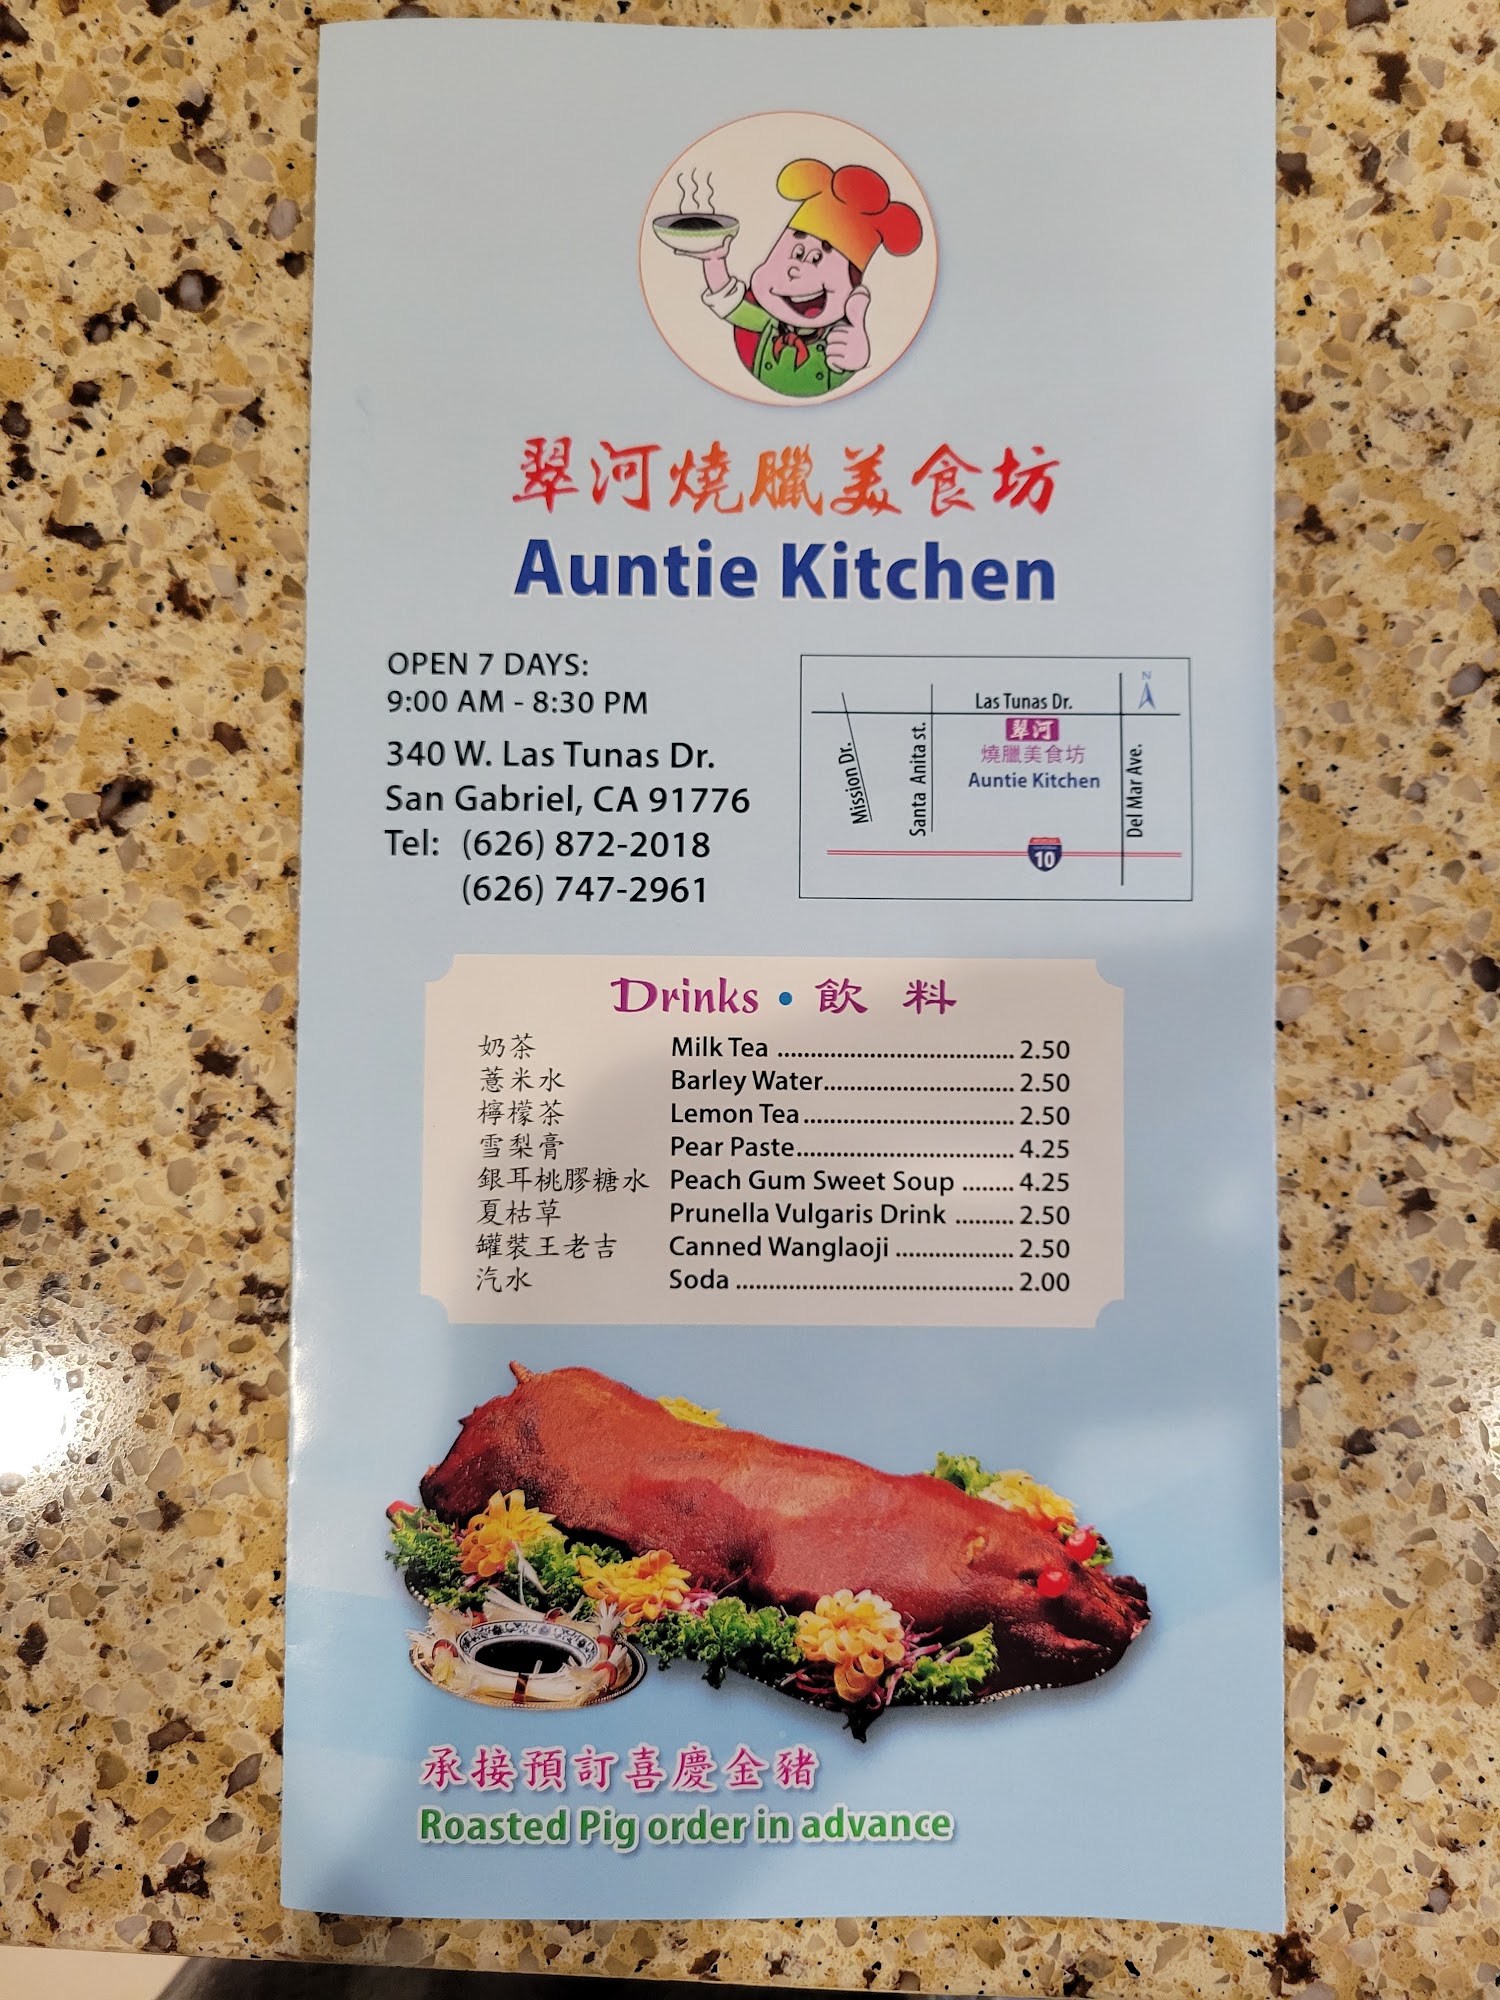 翠河燒臘美食坊
Auntie Kitchen
OPEN 7 DAYS:
9:00 AM - 8:30 PM
340 W. Las Tunas Dr.
San Gabriel, CA 91776
Tel: (626) 872-2018
(626) 747-2961
N
Las Tunas Dr.
Mission Dr.
Santa Anita st.
翠河
燒臘美食坊
Auntie Kitchen
Del Mar Ave.
10
Drinks • 飲料
奶茶 Milk Tea .................................... 2.50
薏米水 Barley Water............................. 2.50
檸檬茶 Lemon Tea................................ 2.50
雪梨膏 Pear Paste................................. 4.25
銀耳桃膠糖水 Peach Gum Sweet Soup ........ 4.25
夏枯草 Prunella Vulgaris Drink ......... 2.50
罐裝王老吉 Canned Wanglaoji .................. 2.50
汽水 Soda .......................................... 2.00
承接預訂喜慶金豬
Roasted Pig order in advance